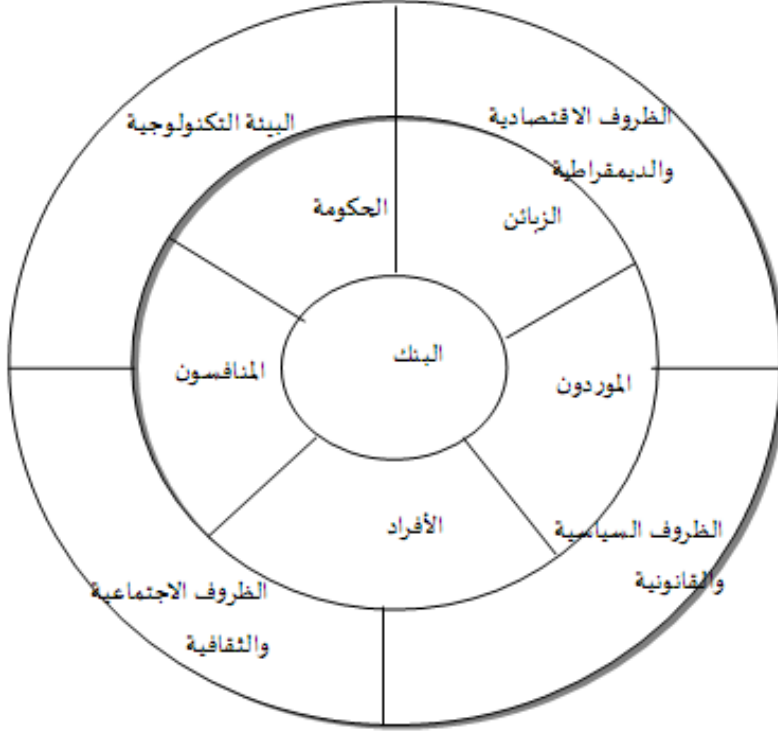 الظروف الاقتصادية
والديمقراطية
البيئة التكنولوجية
الزبائن
الحكومة
البنك
الموردون
المنافسون
الأفراد
الظروف السياسية
والقانونية
الظروف الاجتماعية
والثقافية